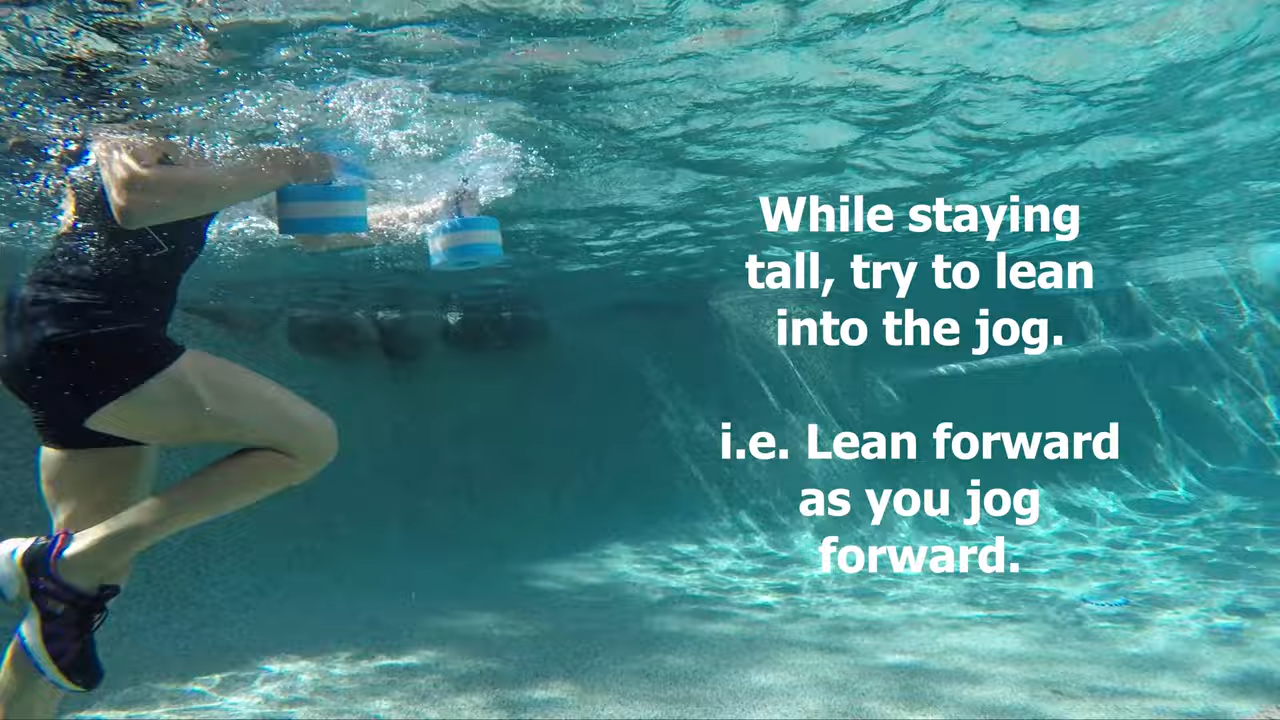 While staying
tall, try to lean
into the jog.
i.e. Lean forward
as you jog
forward.